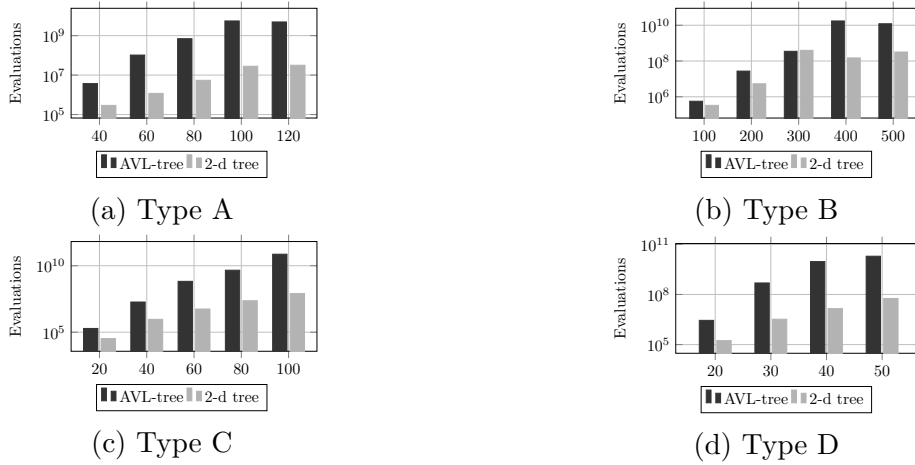 Evaluations
10^9
10^7
10^5
40 60 80 100 120
AVL-tree 2-d tree
(a) Type A
Evaluations
10^10
10^8
10^6
100 200 300 400 500
AVL-tree 2-d tree
(b) Type B
Evaluations
10^10
10^5
20 40 60 80 100
AVL-tree 2-d tree
(c) Type C
Evaluations
10^11
10^8
10^5
20 30 40 50
AVL-tree 2-d tree
(d) Type D